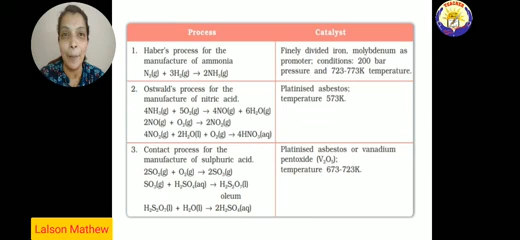 TEACHER
Process
Catalyst
1. Haber's process for the
manufacture of ammonia
N₂(g) + 3H₂(g) → 2NH₃(g)
Finely divided iron, molybdenum as
promoter; conditions: 200 bar
pressure and 723-773K temperature.
2. Ostwald's process for the
manufacture of nitric acid.
4NH₃(g) + 5O₂(g) → 4NO(g) + 6H₂O(g)
2NO(g) + O₂(g) → 2NO₂(g)
4NO₂(g) + 2H₂O(l) + O₂(g) → 4HNO₃(aq)
Platinised asbestos;
temperature 573K.
3. Contact process for the
manufacture of sulphuric acid.
2SO₂(g) + O₂(g) → 2SO₃(g)
SO₃(g) + H₂SO₄(aq) → H₂S₂O₇(l)
oleum
H₂S₂O₇(l) + H₂O(l) → 2H₂SO₄(aq)
Platinised asbestos or vanadium
pentoxide (V₂O₅);
temperature 673-723K.
Lalson Mathew